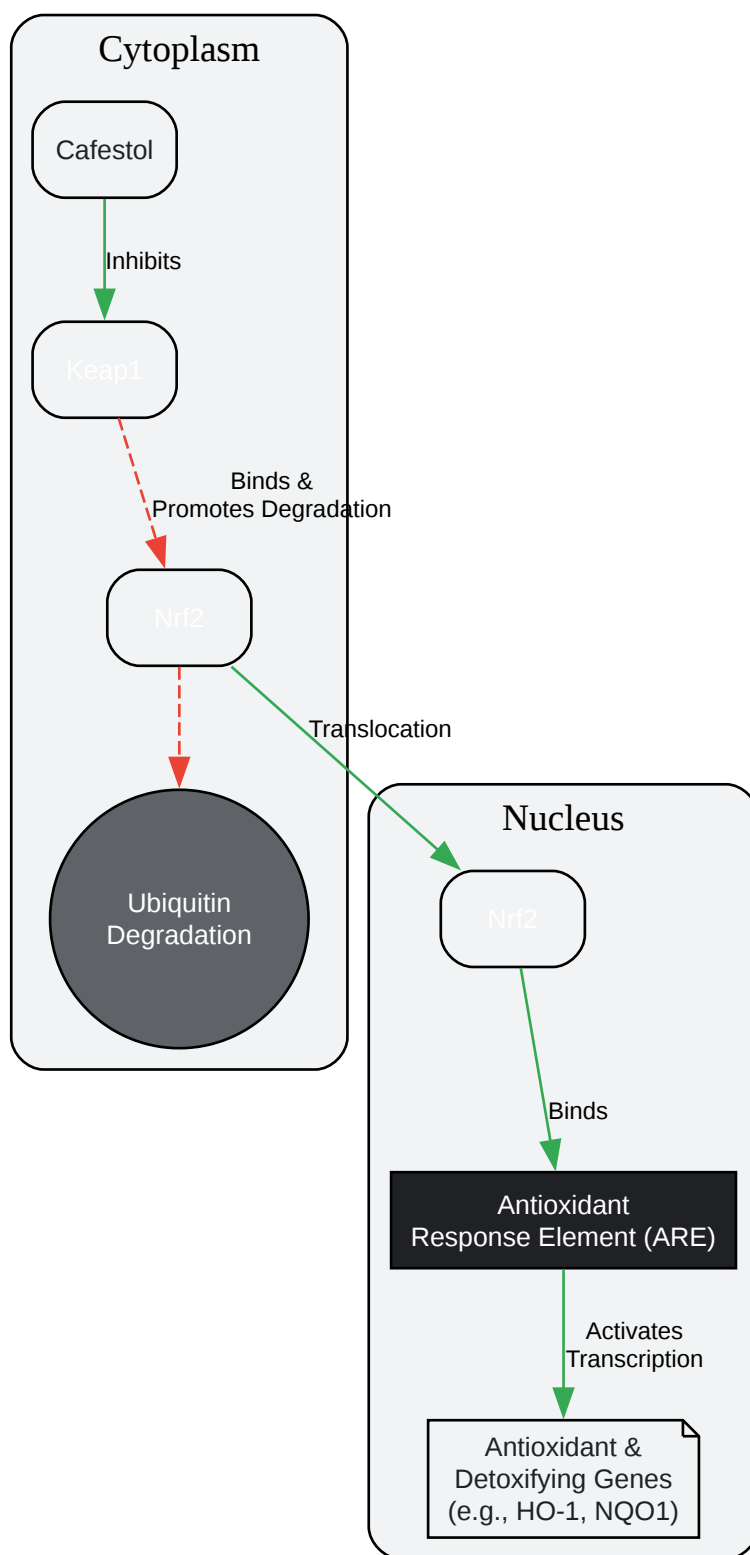 Cytoplasm
Cafestol
Inhibits
Keap1
Binds &
Promotes Degradation
Nrf2
Translocation
Ubiquitin
Degradation
Nucleus
Nrf2
Binds
Antioxidant
Response Element (ARE)
Activates
Transcription
Antioxidant &
Detoxifying Genes
(e.g., HO-1, NQO1)